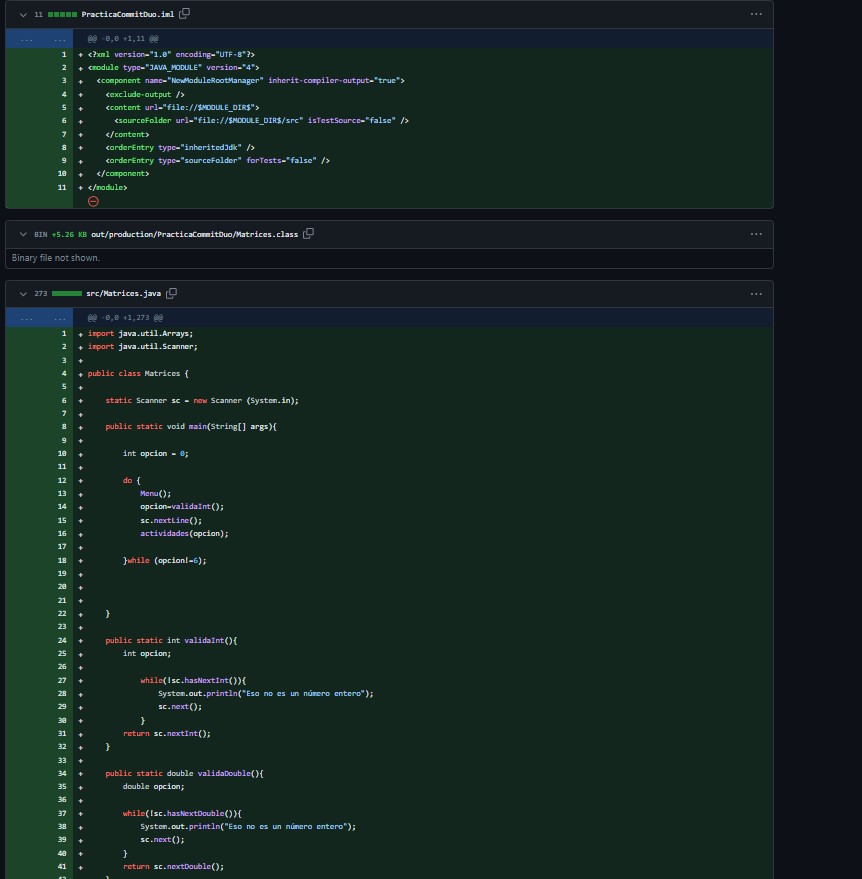 11 PracticaCommitDuo.iml ...
... ... @@ -0,0 +1,11 @@
1 + <?xml version="1.0" encoding="UTF-8"?>
2 + <module type="JAVA_MODULE" version="4">
3 + <component name="NewModuleRootManager" inherit-compiler-output="true">
4 + <exclude-output />
5 + <content url="file://$MODULE_DIR$">
6 + <sourceFolder url="file://$MODULE_DIR$/src" isTestSource="false" />
7 + </content>
8 + <orderEntry type="inheritedJdk" />
9 + <orderEntry type="sourceFolder" forTests="false" />
10 + </component>
11 + </module>
BIN +5.26 KB out/production/PracticaCommitDuo/Matrices.class ...
Binary file not shown.
273 src/Matrices.java ...
... ... @@ -0,0 +1,273 @@
1 + import java.util.Arrays;
2 + import java.util.Scanner;
3 +
4 + public class Matrices {
5 +
6 + static Scanner sc = new Scanner (System.in);
7 +
8 + public static void main(String[] args){
9 +
10 + int opcion = 0;
11 +
12 + do {
13 + Menu();
14 + opcion=validaInt();
15 + sc.nextLine();
16 + actividades(opcion);
17 +
18 + }while (opcion!=6);
19 +
20 +
21 +
22 + }
23 +
24 + public static int validaInt(){
25 + int opcion;
26 +
27 + while(!sc.hasNextInt()){
28 + System.out.println("Eso no es un número entero");
29 + sc.next();
30 + }
31 + return sc.nextInt();
32 + }
33 +
34 + public static double validaDouble(){
35 + double opcion;
36 +
37 + while(!sc.hasNextDouble()){
38 + System.out.println("Eso no es un número entero");
39 + sc.next();
40 + }
41 + return sc.nextDouble();